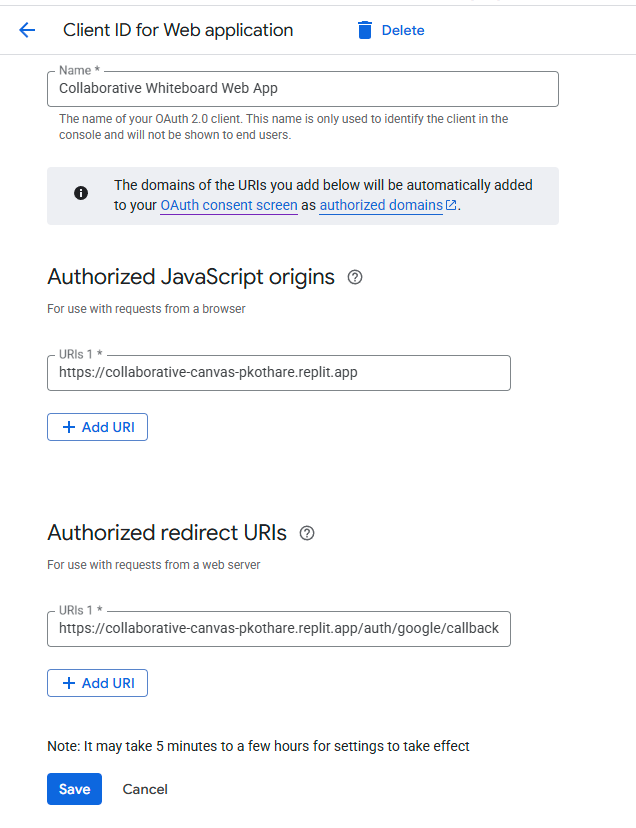 Client ID for Web application
Delete
Name *
Collaborative Whiteboard Web App
The name of your OAuth 2.0 client. This name is only used to identify the client in the
console and will not be shown to end users.
The domains of the URIs you add below will be automatically added
to your OAuth consent screen as authorized domains.
Authorized JavaScript origins
For use with requests from a browser
URIs 1 *
https://collaborative-canvas-pkothare.replit.app
+ Add URI
Authorized redirect URIs
For use with requests from a web server
URIs 1 *
https://collaborative-canvas-pkothare.replit.app/auth/google/callback
+ Add URI
Note: It may take 5 minutes to a few hours for settings to take effect
Save
Cancel